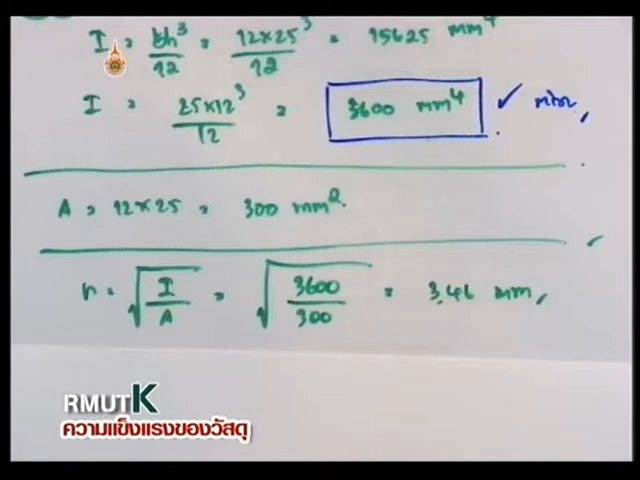 I = bh³/12 = 12×25³/12 = 15625 mm⁴
I = 25×12³/12 = 3600 mm⁴ ✓ min,
A = 12×25 = 300 mm².
r = √(I/A) = √(3600/300) = 3.46 mm,
RMUTK
ความแข็งแรงของวัสดุ